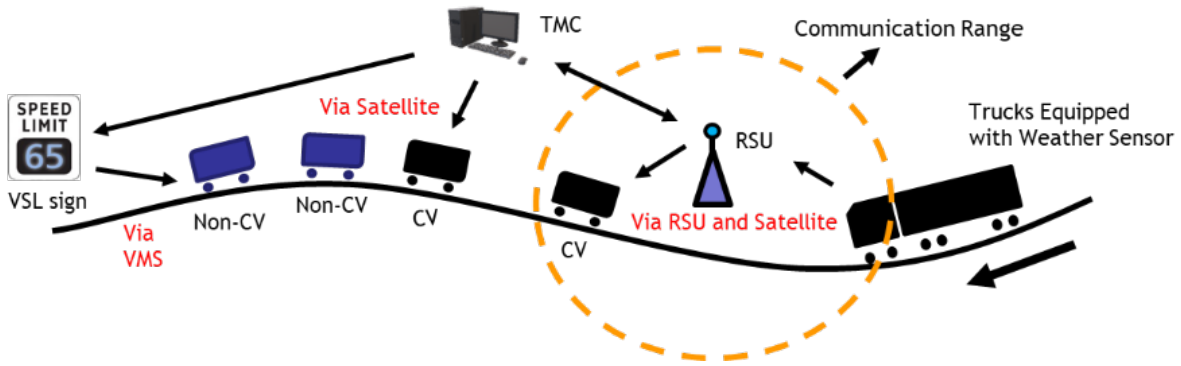 TMC
Communication Range
Via Satellite
SPEED
LIMIT
65
VSL sign
Trucks Equipped
with Weather Sensor
RSU
Non-CV
Non-CV
CV
Via RSU and Satellite
Via
VMS
CV